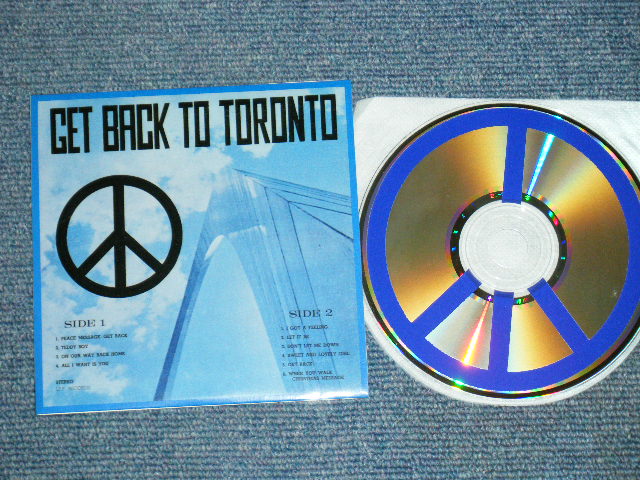 GET BACK TO TORONTO
SIDE 1
1. PEACE MESSAGE GET BACK
2. TEDDY BOY
3. ON OUR WAY BACK HOME
4. ALL I WANT IS YOU
STEREO
SIDE 2
1. I GOT A FEELING
2. LET IT BE
3. DON'T LET ME DOWN
4. SWEET AND LOVELY GIRL
5. GET BACK
6. WHEN YOU WALK
CHRISTMAS MESSAGE